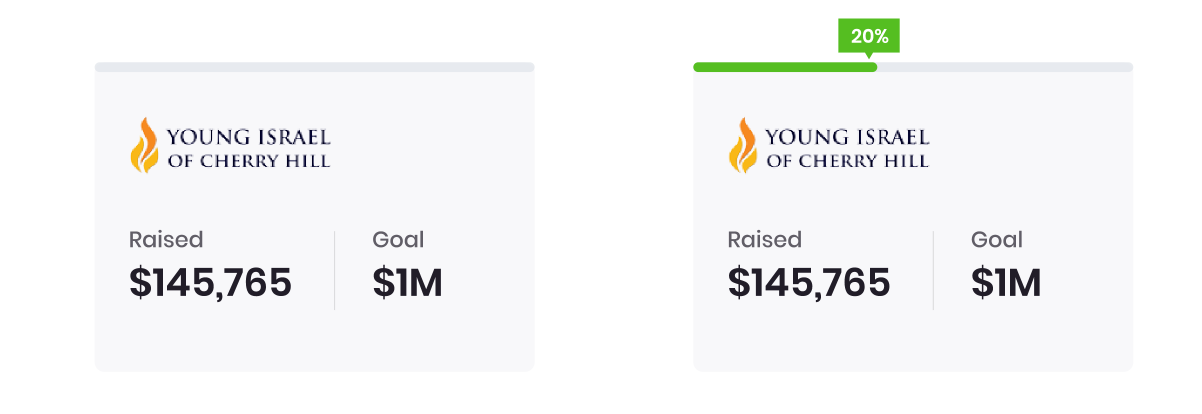 YOUNG ISRAEL
OF CHERRY HILL
Raised
$145,765
Goal
$1M
20%
YOUNG ISRAEL
OF CHERRY HILL
Raised
$145,765
Goal
$1M